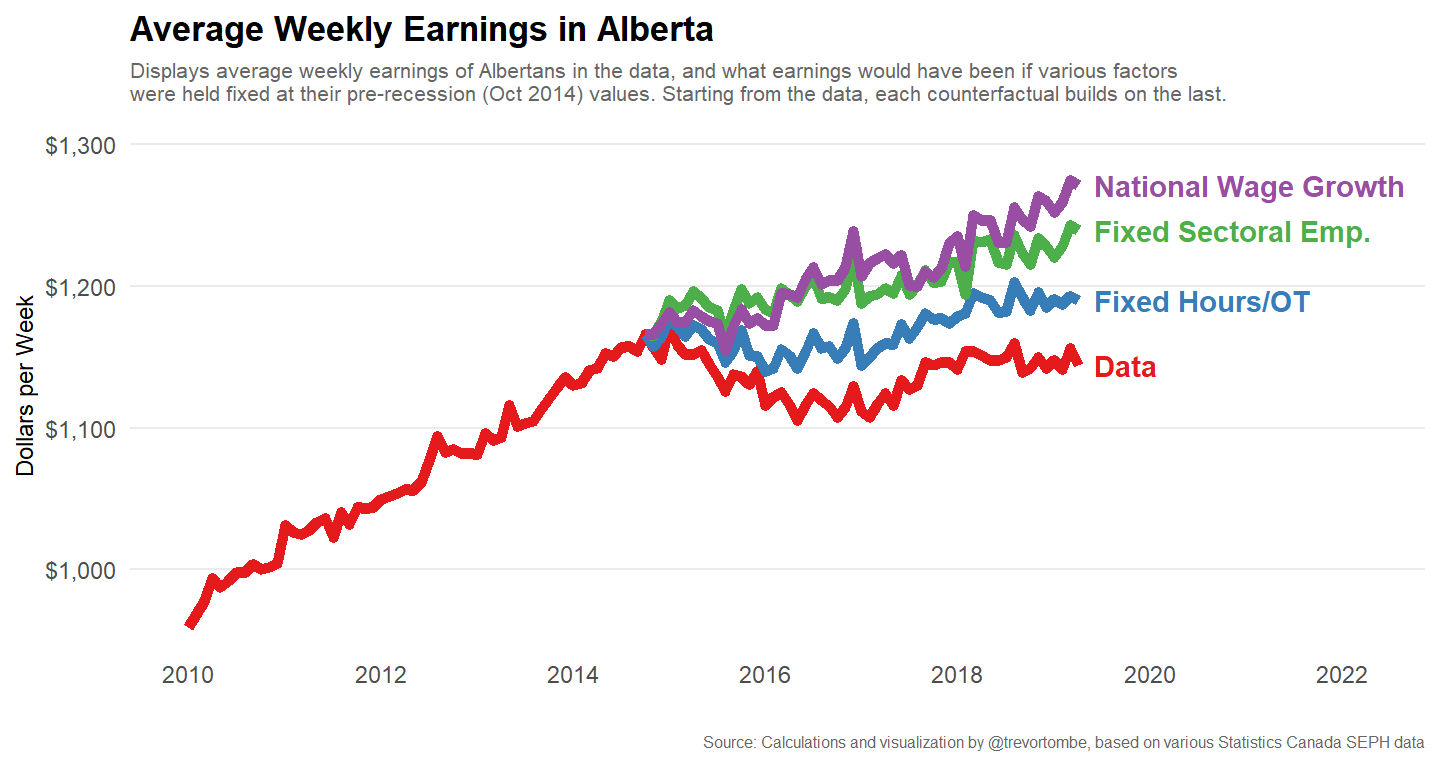 Average Weekly Earnings in Alberta
Displays average weekly earnings of Albertans in the data, and what earnings would have been if various factors
were held fixed at their pre-recession (Oct 2014) values. Starting from the data, each counterfactual builds on the last.
Dollars per Week
$1,300
$1,200
$1,100
$1,000
National Wage Growth
Fixed Sectoral Emp.
Fixed Hours/OT
Data
2010 2012 2014 2016 2018 2020 2022
Source: Calculations and visualization by @trevortombe, based on various Statistics Canada SEPH data